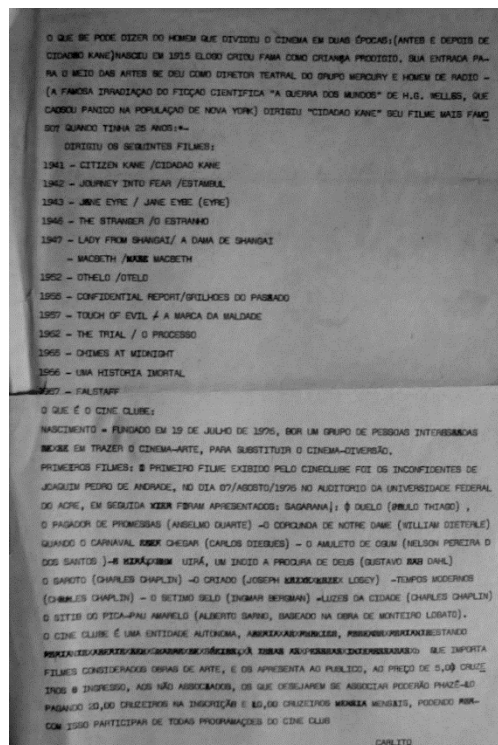 O QUE SE PODE DIZER DO HOMEM QUE DIVIDIU O CINEMA EM DUAS ÉPOCAS:(ANTES E DEPOIS DE
CIDADÃO KANE)NASCEU EM 1915 ELOGO CRIOU FAMA COMO CRIANÇA PRODIGIO. SUA ENTRADA PA-
RA O MEIO DAS ARTES SE DEU COMO DIRETOR TEATRAL DO GRUPO MERCURY E HOMEM DE RADIO -
(A FAMOSA IRRADIAÇÃO DO FICÇAO CIENTIFICA "A GUERRA DOS MUNDOS" DE H.G. WELLES, QUE
CAUSOU PANICO NA POPULAÇAO DE NOVA YORK) DIRIGIU "CIDADAO KANE" SEU FILME MAIS FAMO
SO? QUANDO TINHA 25 ANOS:
DIRIGIU OS SEGUINTES FILMES:
1941 - CITIZEN KANE /CIDADAO KANE
1942 - JOURNEY INTO FEAR /ESTAMBUL
1943 - JANE EYRE / JANE EYRE (EYRE)
1946 - THE STRANGER /O ESTRANHO
1947 - LADY FROM SHANGAI/ A DAMA DE SHANGAI
- MACBETH / MACBETH
1952 - OTHELO /OTELO
1955 - CONFIDENTIAL REPORT/GRILHOES DO PASSADO
1957 - TOUCH OF EVIL / A MARCA DA MALDADE
1962 - THE TRIAL / O PROCESSO
1965 - CHIMES AT MIDNIGHT
1966 - UMA HISTORIA IMORTAL
1967 - FALSTAFF
O QUE É O CINE CLUBE:
NASCIMENTO - FUNDADO EM 19 DE JULHO DE 1976, POR UM GRUPO DE PESSOAS INTERESSADAS
EM TRAZER O CINEMA-ARTE, PARA SUBSTITUIR O CINEMA-DIVERSÃO.
PRIMEIROS FILMES: O PRIMEIRO FILME EXIBIDO PELO CINECLUBE FOI OS INCONFIDENTES DE
JOAQUIM PEDRO DE ANDRADE, NO DIA 07/AGOSTO/1976 NO AUDITORIO DA UNIVERSIDADE FEDERAL
DO ACRE, EM SEGUIDA FORAM APRESENTADOS: SAGARANA: O DUELO (PAULO THIAGO) ,
O PAGADOR DE PROMESSAS (ANSELMO DUARTE) -O CORCUNDA DE NOTRE DAME (WILLIAM DIETERLE)
QUANDO O CARNAVAL CHEGAR (CARLOS DIEGUES) - O AMULETO DE OGUM (NELSON PEREIRA D
DOS SANTOS )- UIRÁ, UM INDIO A PROCURA DE DEUS (GUSTAVO DAHL)
O GAROTO (CHARLES CHAPLIN) -O CRIADO (JOSEPH LOSEY) -TEMPOS MODERNOS
(CHARLES CHAPLIN) - O SETIMO SELO (INGMAR BERGMAN) -LUZES DA CIDADE (CHARLES CHAPLIN)
O SITIO DO PICA-PAU AMARELO (ALBERTO SARNO, BASEADO NA OBRA DE MONTEIRO LOBATO).
O CINE CLUBE É UMA ENTIDADE AUTONOMA,
QUE IMPORTA
FILMES CONSIDERADOS OBRAS DE ARTE, E OS APRESENTA AO PUBLICO, AO PREÇO DE 5,00 CRUZE
IROS O INGRESSO, AOS NÃO ASSOCIADOS, OS QUE DESEJAREM SE ASSOCIAR PODERÃO PHAZÊ-LO
PAGANDO 20,00 CRUZEIROS NA INSCRIÇÃO E 10,00 CRUZEIROS MENSAIS, PODENDO
COM ISSO PARTICIPAR DE TODAS PROGRAMAÇOES DO CINE CLUB
CARLITO